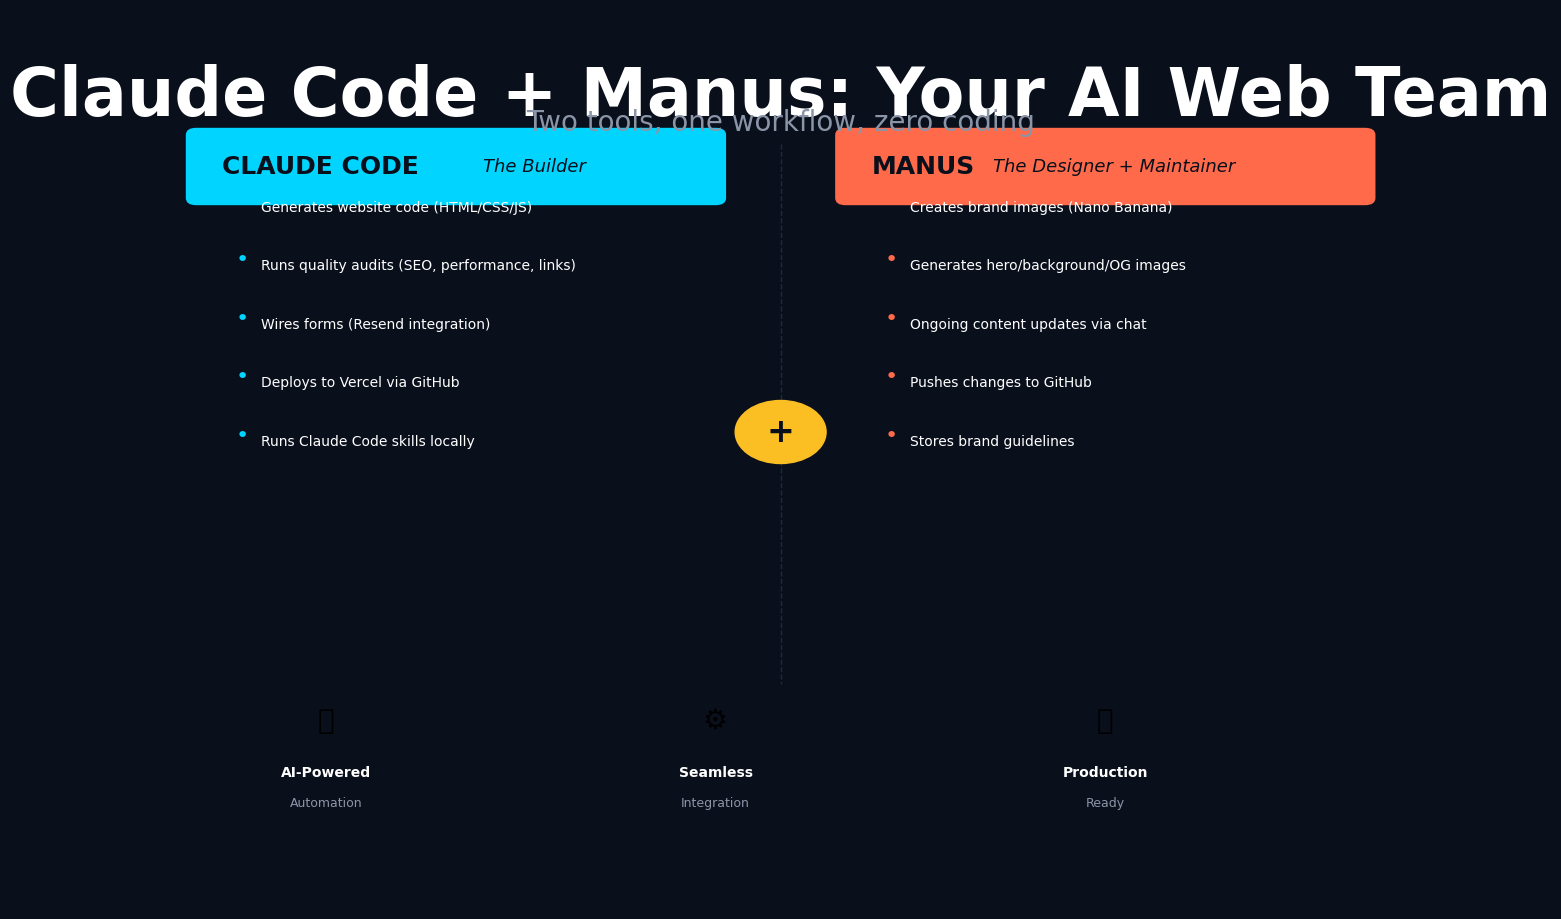 Claude Code + Manus: Your AI Web Team
Two tools, one workflow, zero coding
CLAUDE CODE The Builder
Generates website code (HTML/CSS/JS)
• Runs quality audits (SEO, performance, links)
• Wires forms (Resend integration)
• Deploys to Vercel via GitHub
• Runs Claude Code skills locally
+
MANUS The Designer + Maintainer
Creates brand images (Nano Banana)
• Generates hero/background/OG images
• Ongoing content updates via chat
• Pushes changes to GitHub
• Stores brand guidelines
AI-Powered
Automation
Seamless
Integration
Production
Ready